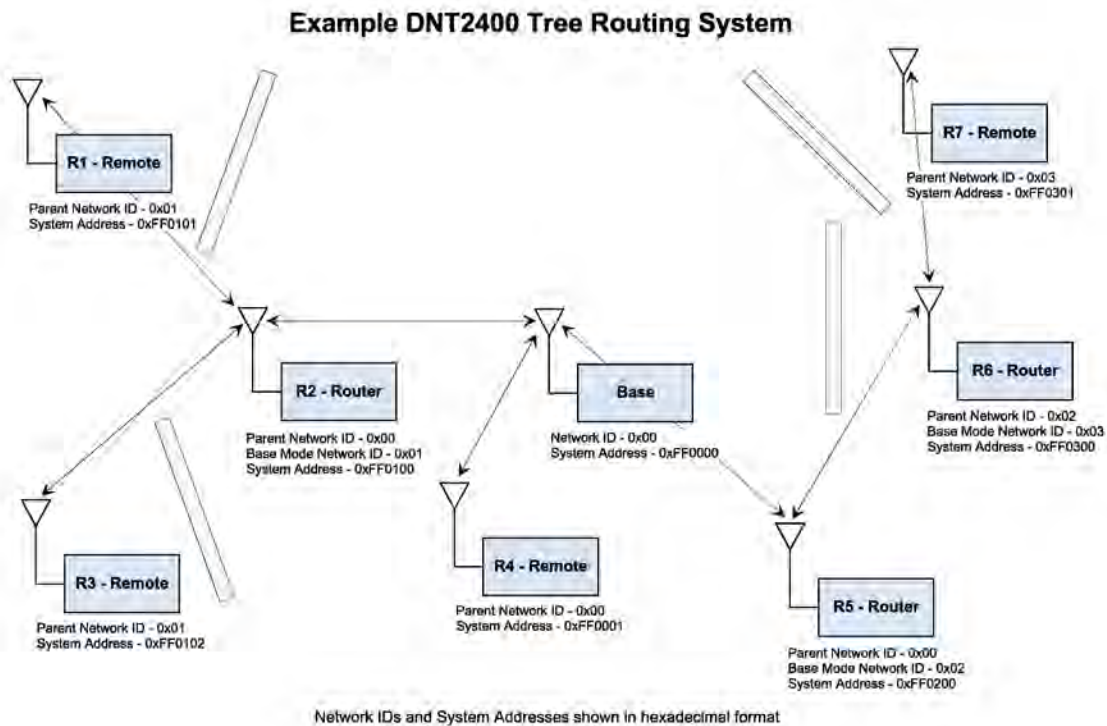 Example DNT2400 Tree Routing System
R1 - Remote
Parent Network ID - 0x01
System Address - 0xFF0101
R7 - Remote
Parent Network ID - 0x03
System Address - 0xFF0301
R2 - Router
Parent Network ID - 0x00
Base Mode Network ID - 0x01
System Address - 0xFF0100
Base
Network ID - 0x00
System Address - 0xFF0000
R6 - Router
Parent Network ID - 0x02
Base Mode Network ID - 0x03
System Address - 0xFF0300
R3 - Remote
Parent Network ID - 0x01
System Address - 0xFF0102
R4 - Remote
Parent Network ID - 0x00
System Address - 0xFF0001
R5 - Router
Parent Network ID - 0x00
Base Mode Network ID - 0x02
System Address - 0xFF0200
Network IDs and System Addresses shown in hexadecimal format